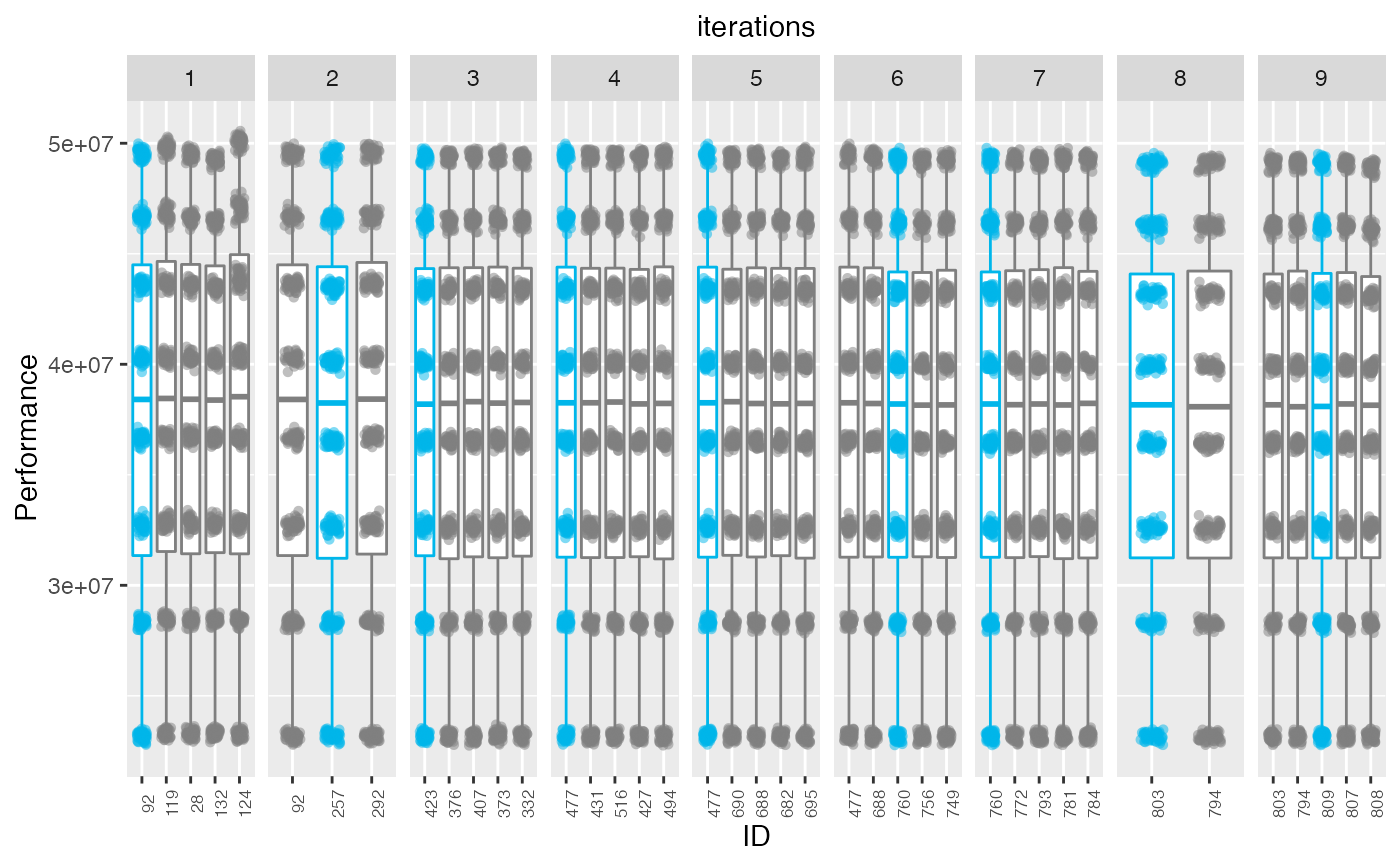 iterations
1 2 3 4 5 6 7 8 9
5e+07
4e+07
3e+07
Performance
92 119 28 132 124 92 257 292 423 376 407 373 332 477 431 516 427 494 477 690 688 682 695 477 688 760 756 749 760 772 793 781 784 803 794 803 794 809 807 808
ID